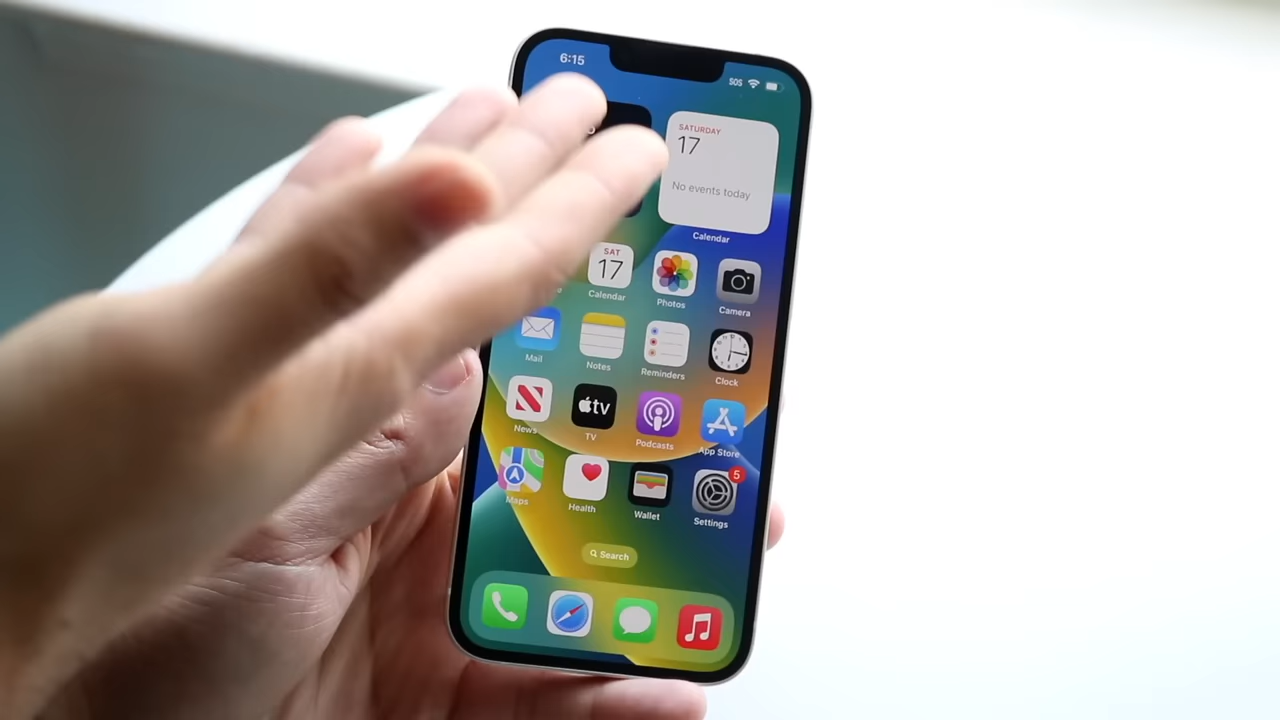 6:15
SOS
SATURDAY
17
No events today
Calendar
SAT
17
Calendar
Photos
Camera
Mail
Notes
Reminders
Clock
News
tv
TV
Podcasts
App Store
5
Maps
Health
Wallet
Settings
Search